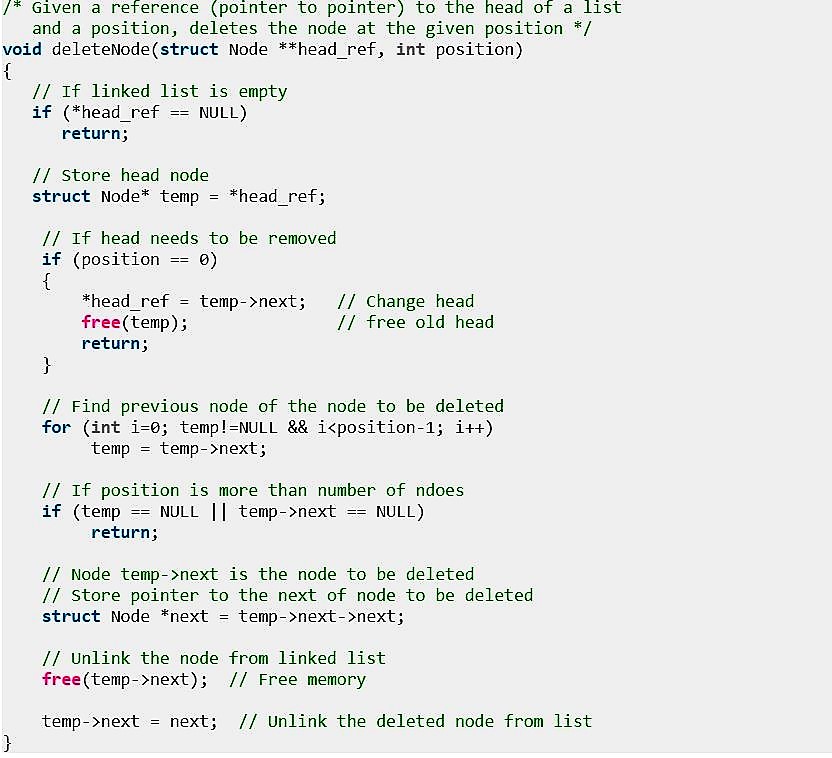 /* Given a reference (pointer to pointer) to the head of a list
   and a position, deletes the node at the given position */
void deleteNode(struct Node **head_ref, int position)
{
   // If linked list is empty
   if (*head_ref == NULL)
      return;

   // Store head node
   struct Node* temp = *head_ref;

    // If head needs to be removed
    if (position == 0)
    {
        *head_ref = temp->next;   // Change head
        free(temp);               // free old head
        return;
    }

    // Find previous node of the node to be deleted
    for (int i=0; temp!=NULL && i<position-1; i++)
         temp = temp->next;

    // If position is more than number of ndoes
    if (temp == NULL || temp->next == NULL)
         return;

    // Node temp->next is the node to be deleted
    // Store pointer to the next of node to be deleted
    struct Node *next = temp->next->next;

    // Unlink the node from linked list
    free(temp->next);  // Free memory

    temp->next = next;  // Unlink the deleted node from list
}